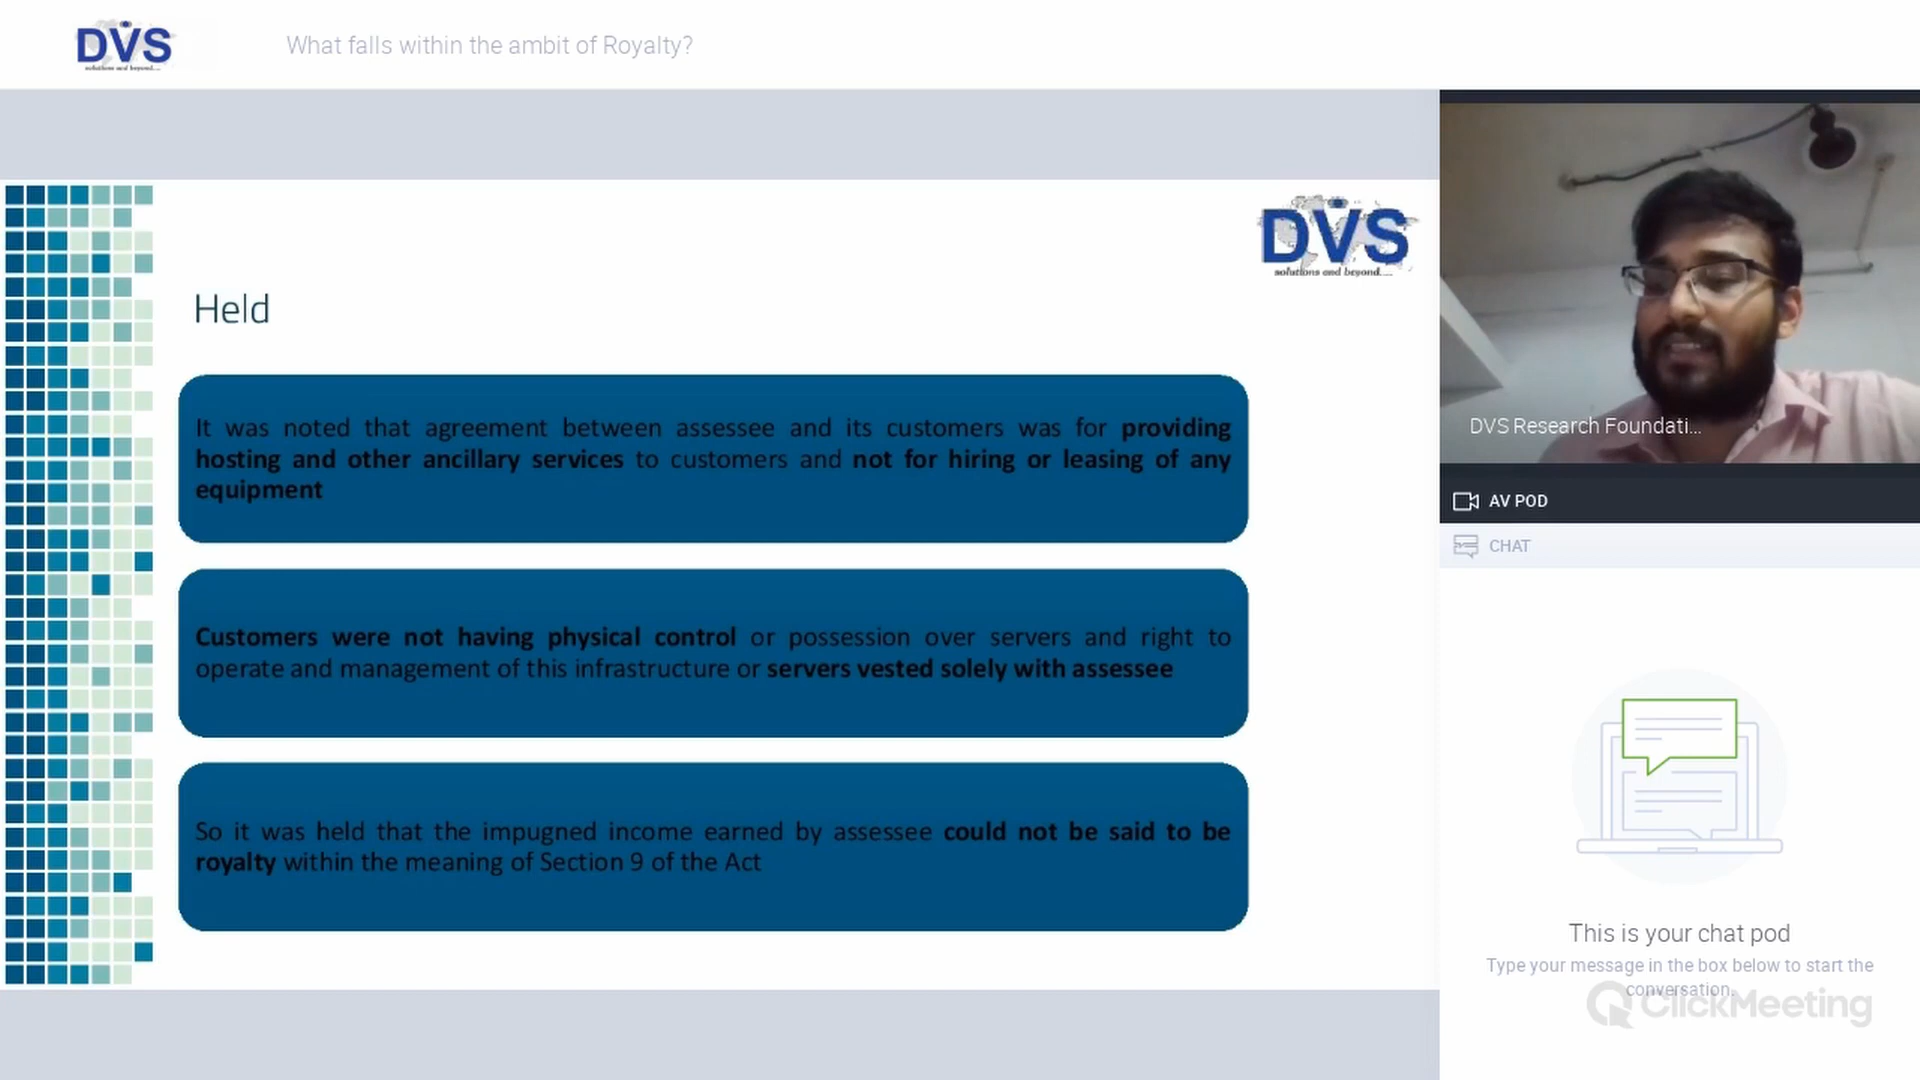 DVS
solutions and beyond....
What falls within the ambit of Royalty?
DVS
solutions and beyond....
Held
It was noted that agreement between assessee and its customers was for providing
hosting and other ancillary services to customers and not for hiring or leasing of any
equipment
Customers were not having physical control or possession over servers and right to
operate and management of this infrastructure or servers vested solely with assessee
So it was held that the impugned income earned by assessee could not be said to be
royalty within the meaning of Section 9 of the Act
DVS Research Foundati...
AV POD
CHAT
This is your chat pod
Type your message in the box below to start the
conversation.
ClickMeeting